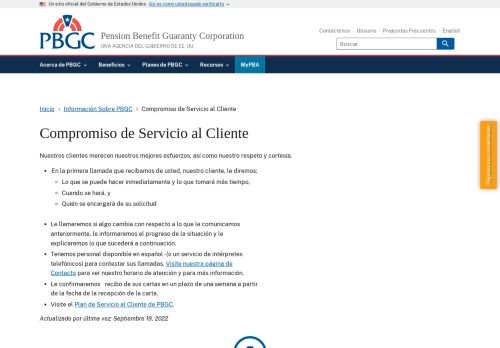 Un sitio oficial del Gobierno de Estados Unidos Así es como usted puede verificarlo
PBGC
Pension Benefit Guaranty Corporation
UNA AGENCIA DEL GOBIERNO DE EE. UU
Contáctenos Glosario Preguntas Frecuentes English
Buscar
Acerca de PBGC Beneficios Planes de PBGC Recursos MyPBA
Inicio › Información Sobre PBGC › Compromiso de Servicio al Cliente
Compromiso de Servicio al Cliente
Nuestros clientes merecen nuestros mejores esfuerzos, así como nuestro respeto y cortesía.
• En la primera llamada que recibamos de usted, nuestro cliente, le diremos:
○ Lo que se puede hacer inmediatamente y lo que tomará más tiempo,
○ Cuando se hará, y
○ Quién se encargará de su solicitud
• Le llamaremos si algo cambia con respecto a lo que le comunicamos
anteriormente, le informaremos el progreso de la situación y le
explicaremos lo que sucederá a continuación.
• Tenemos personal disponible en español-(o un servicio de intérpretes
telefónicos) para contestar sus llamadas. Visite nuestra página de
Contacto para ver nuestro horario de atención y para más información.
• Le confirmaremos recibo de sus cartas en un plazo de una semana a partir
de la fecha de la recepción de la carta.
• Visite el Plan de Servicio al Cliente de PBGC.
Actualizado por última vez: Septiembre 19, 2022